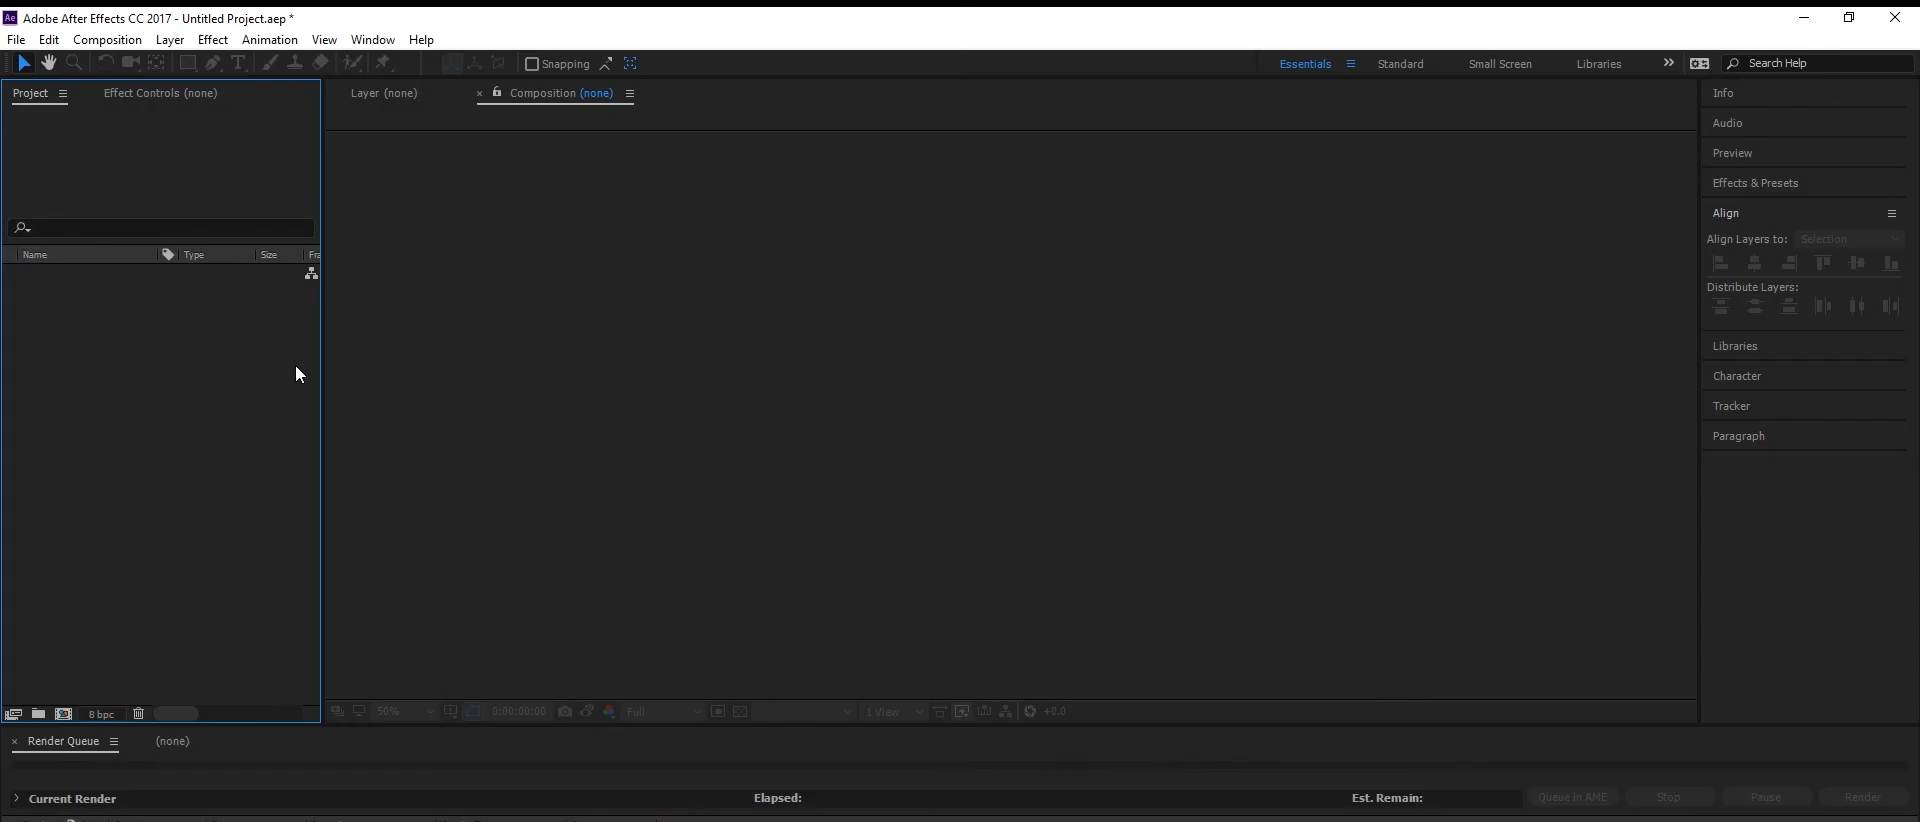 Ae Adobe After Effects CC 2017 - Untitled Project.aep *
File Edit Composition Layer Effect Animation View Window Help
Snapping Essentials Standard Small Screen Libraries Search Help
Project Effect Controls (none) Layer (none) Composition (none) Info
Audio
Preview
Effects & Presets
Align
Align Layers to: Selection
Name Type Size Fra
Distribute Layers:
Libraries
Character
Tracker
Paragraph
8 bpc 50% 0:00:00:00 Full 1 View +0.0
Render Queue (none)
Current Render Elapsed: Est. Remain: Queue in AME Stop Pause Render